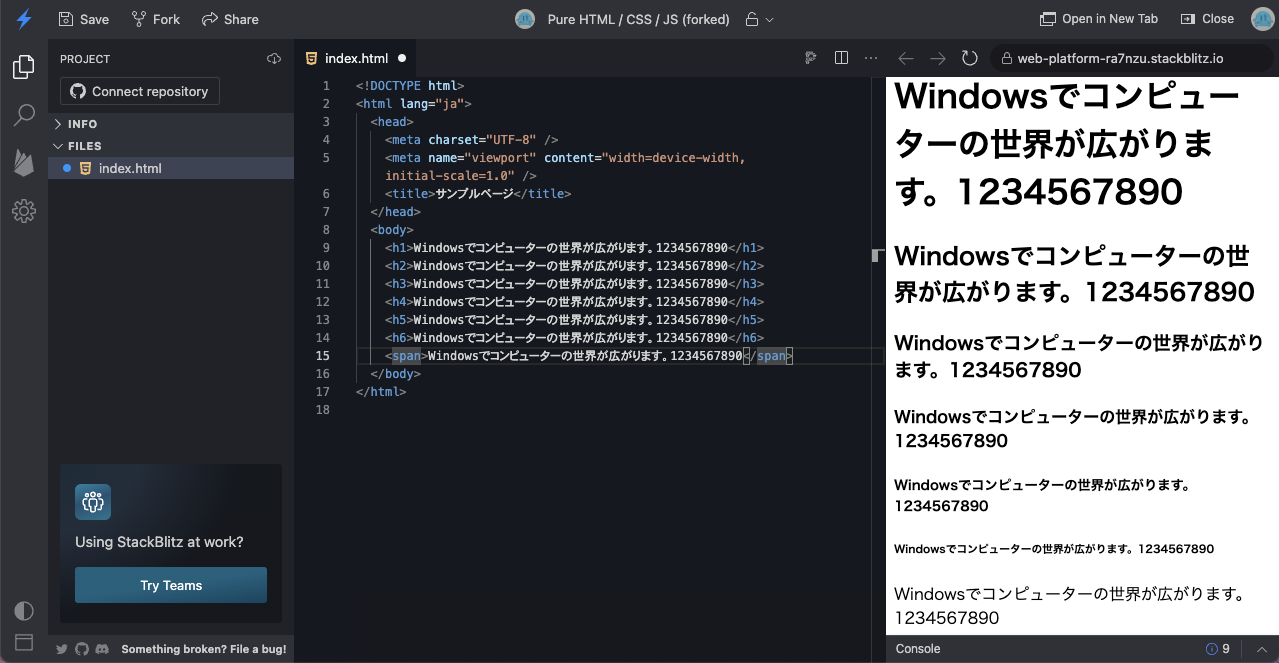 Save
Fork
Share
Pure HTML / CSS / JS (forked)
Open in New Tab
Close
PROJECT
Connect repository
INFO
FILES
index.html
Using StackBlitz at work?
Try Teams
Something broken? File a bug!
index.html
1 <!DOCTYPE html>
2 <html lang="ja">
3 <head>
4 <meta charset="UTF-8" />
5 <meta name="viewport" content="width=device-width,
initial-scale=1.0" />
6 <title>サンプルページ</title>
7 </head>
8 <body>
9 <h1>Windowsでコンピューターの世界が広がります。1234567890</h1>
10 <h2>Windowsでコンピューターの世界が広がります。1234567890</h2>
11 <h3>Windowsでコンピューターの世界が広がります。1234567890</h3>
12 <h4>Windowsでコンピューターの世界が広がります。1234567890</h4>
13 <h5>Windowsでコンピューターの世界が広がります。1234567890</h5>
14 <h6>Windowsでコンピューターの世界が広がります。1234567890</h6>
15 <span>Windowsでコンピューターの世界が広がります。1234567890</span>
16 </body>
17 </html>
18
web-platform-ra7nzu.stackblitz.io
Windowsでコンピュー
ターの世界が広がりま
す。1234567890
Windowsでコンピューターの世
界が広がります。1234567890
Windowsでコンピューターの世界が広がり
ます。1234567890
Windowsでコンピューターの世界が広がります。
1234567890
Windowsでコンピューターの世界が広がります。
1234567890
Windowsでコンピューターの世界が広がります。1234567890
Windowsでコンピューターの世界が広がります。
1234567890
Console
9